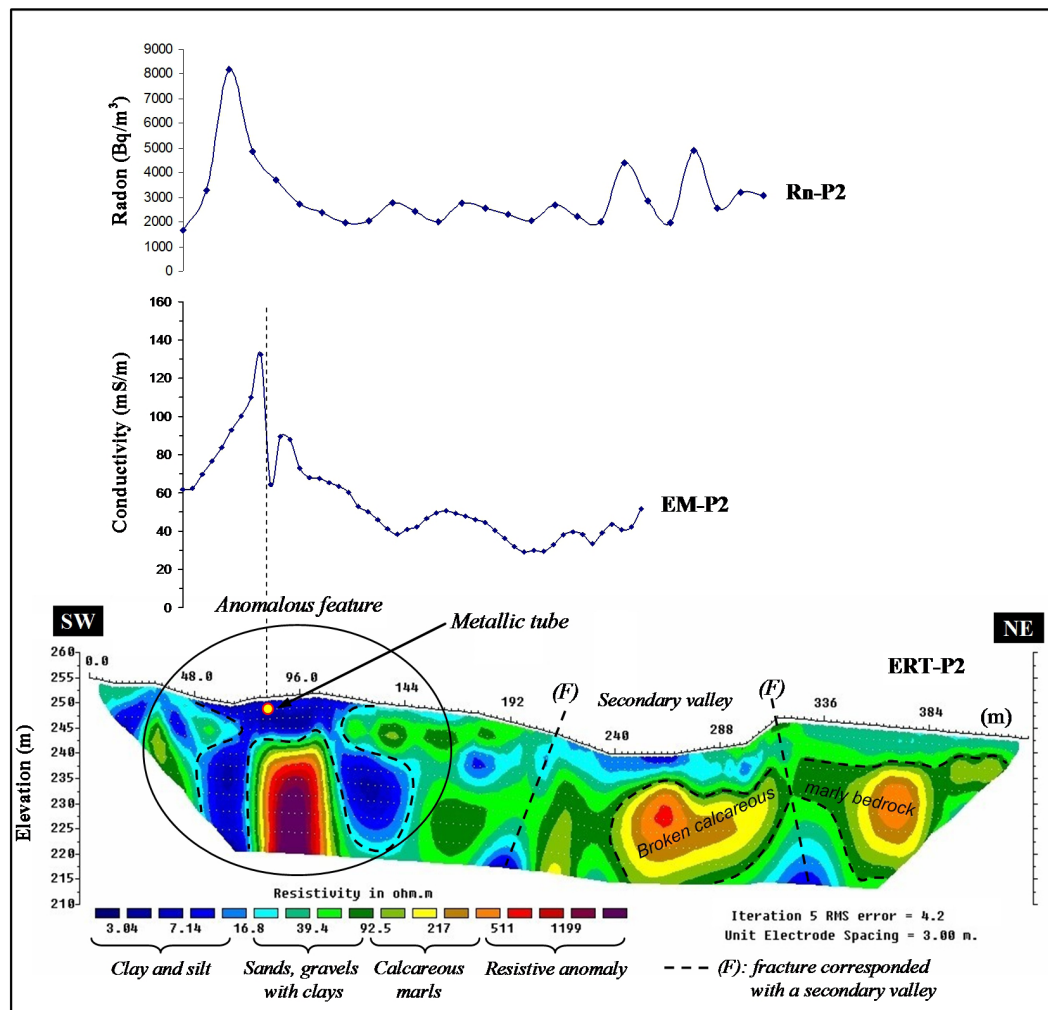 9000
8000
7000
6000
5000
4000
3000
2000
1000
0
Radon (Bq/m³)
Rn-P2
160
140
120
100
80
60
40
20
0
Conductivity (mS/m)
EM-P2
Anomalous feature
SW
Metallic tube
NE
ERT-P2
260
255
250
245
240
235
230
225
220
215
210
Elevation (m)
0.0
48.0
96.0
144
192
240
288
336
384
(m)
(F)
Secondary valley
(F)
Broken calcareous
marly bedrock
Resistivity in ohm.m
3.04 7.14 16.8 39.4 92.5 217 511 1199
Iteration 5 RMS error = 4.2
Unit Electrode Spacing = 3.00 m.
Clay and silt
Sands, gravels
with clays
Calcareous
marls
Resistive anomaly
(F): fracture corresponded
with a secondary valley